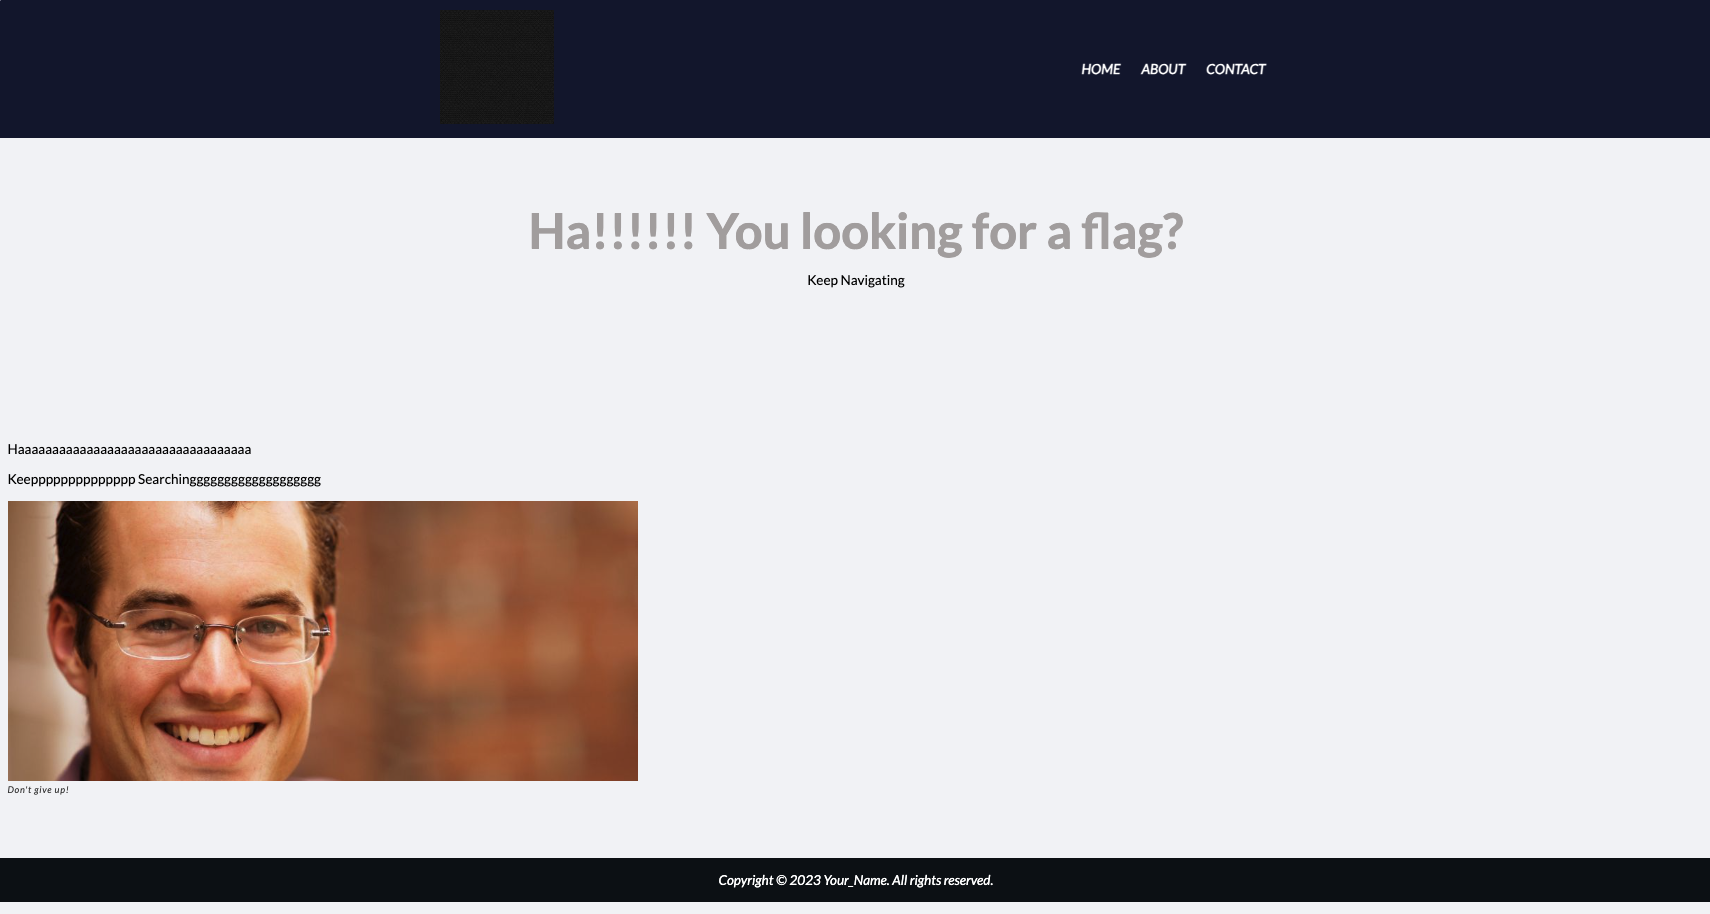 HOME ABOUT CONTACT
Ha!!!!!! You looking for a flag?
Keep Navigating
Haaaaaaaaaaaaaaaaaaaaaaaaaaaaaaaaaa
Keepppppppppppppp Searchinggggggggggggggggggg
Don't give up!
Copyright © 2023 Your_Name. All rights reserved.